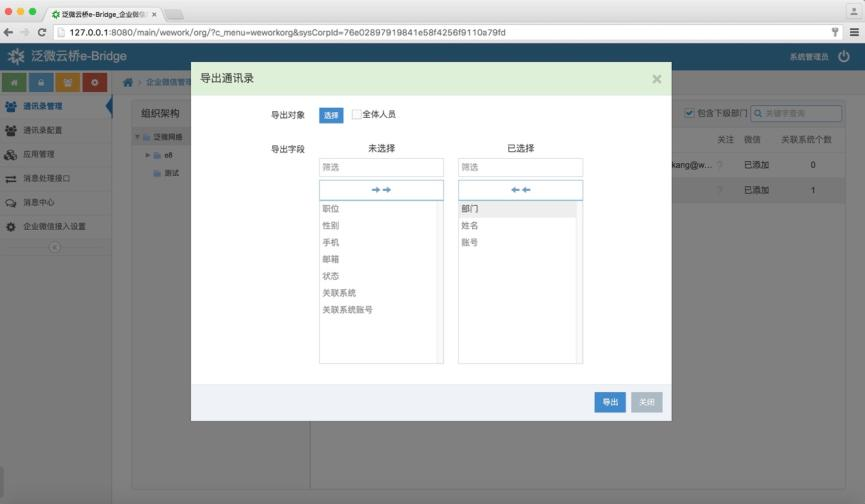 泛微云桥e-Bridge_企业微信
127.0.0.1:8080/main/wework/org/?c_menu=weworkorg&sysCorpId=76e02897919841e58f4256f9110a79fd
泛微云桥e-Bridge
系统管理员
企业微信管理
通讯录管理
通讯录配置
应用管理
消息处理接口
消息中心
企业微信接入设置
组织架构
泛微网络
e8
测试
导出通讯录
导出对象 选择 全体人员
导出字段 未选择 已选择
筛选 筛选
职位
性别
手机
邮箱
状态
关联系统
关联系统账号
部门
姓名
账号
导出 关闭
包含下级部门 关键字查询
关注 微信 关联系统个数
kang@w... ? 已添加 0
? 已添加 1